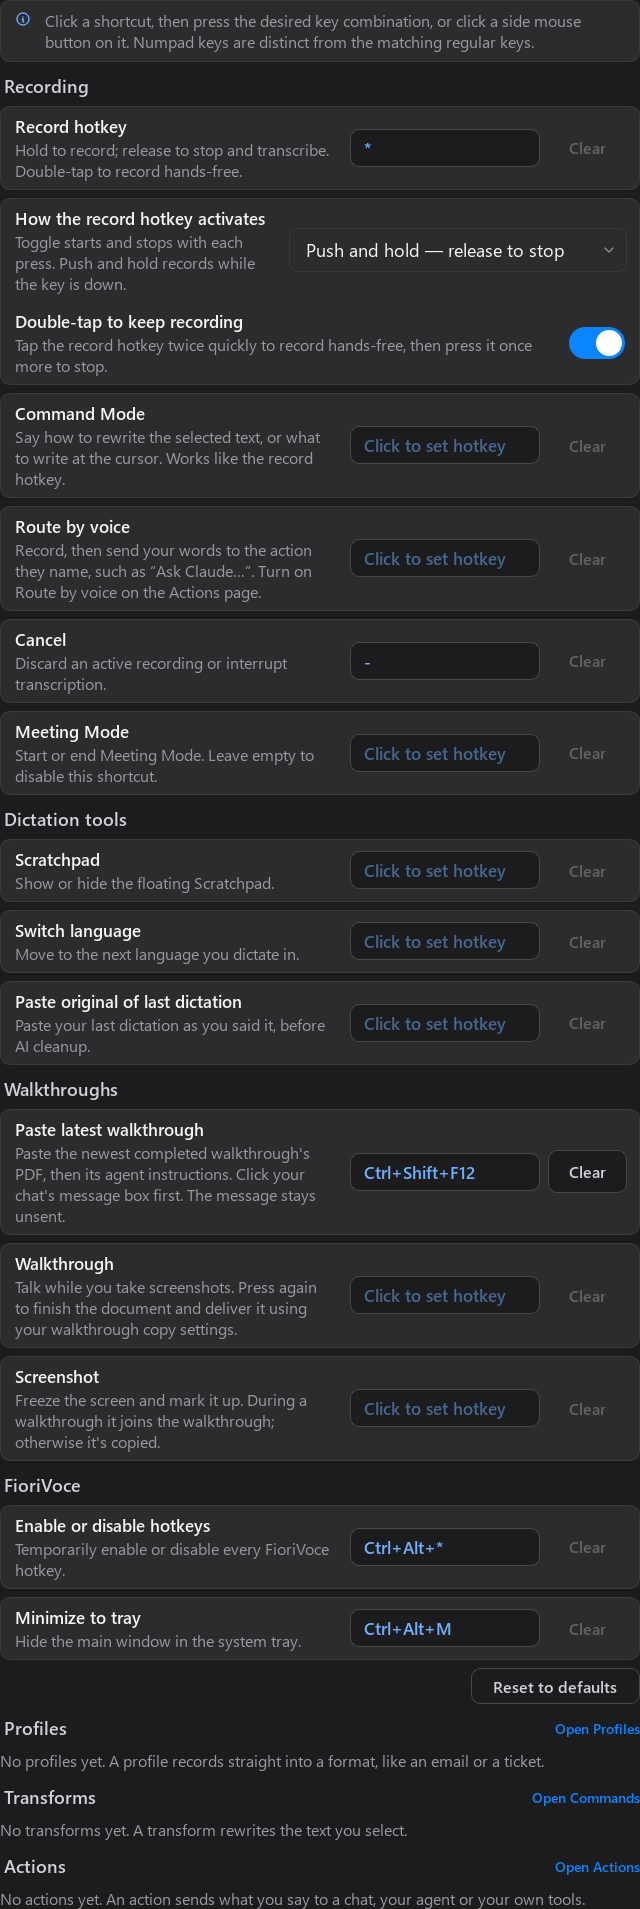 Click a shortcut, then press the desired key combination, or click a side mouse
button on it. Numpad keys are distinct from the matching regular keys.
Recording
Record hotkey
Hold to record; release to stop and transcribe.
Double-tap to record hands-free.
*
Clear
How the record hotkey activates
Toggle starts and stops with each
press. Push and hold records while
the key is down.
Push and hold — release to stop
Double-tap to keep recording
Tap the record hotkey twice quickly to record hands-free, then press it once
more to stop.
Command Mode
Say how to rewrite the selected text, or what
to write at the cursor. Works like the record
hotkey.
Click to set hotkey
Clear
Route by voice
Record, then send your words to the action
they name, such as “Ask Claude…”. Turn on
Route by voice on the Actions page.
Click to set hotkey
Clear
Cancel
Discard an active recording or interrupt
transcription.
-
Clear
Meeting Mode
Start or end Meeting Mode. Leave empty to
disable this shortcut.
Click to set hotkey
Clear
Dictation tools
Scratchpad
Show or hide the floating Scratchpad.
Click to set hotkey
Clear
Switch language
Move to the next language you dictate in.
Click to set hotkey
Clear
Paste original of last dictation
Paste your last dictation as you said it, before
AI cleanup.
Click to set hotkey
Clear
Walkthroughs
Paste latest walkthrough
Paste the newest completed walkthrough's
PDF, then its agent instructions. Click your
chat's message box first. The message stays
unsent.
Ctrl+Shift+F12
Clear
Walkthrough
Talk while you take screenshots. Press again
to finish the document and deliver it using
your walkthrough copy settings.
Click to set hotkey
Clear
Screenshot
Freeze the screen and mark it up. During a
walkthrough it joins the walkthrough;
otherwise it's copied.
Click to set hotkey
Clear
FioriVoce
Enable or disable hotkeys
Temporarily enable or disable every FioriVoce
hotkey.
Ctrl+Alt+*
Clear
Minimize to tray
Hide the main window in the system tray.
Ctrl+Alt+M
Clear
Reset to defaults
Profiles
Open Profiles
No profiles yet. A profile records straight into a format, like an email or a ticket.
Transforms
Open Commands
No transforms yet. A transform rewrites the text you select.
Actions
Open Actions
No actions yet. An action sends what you say to a chat, your agent or your own tools.